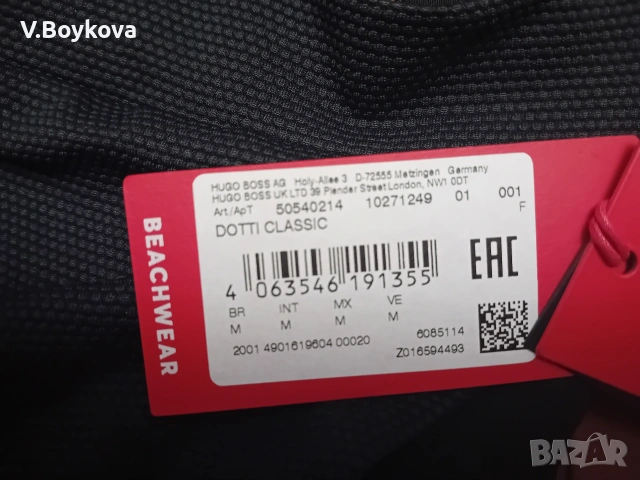 V.Boykova
BEACHWEAR
HUGO BOSS AG Holy-Allee 3 D-72555 Metzingen Germany
HUGO BOSS UK LTD 39 Plender Street London, NW1 0DT
Art./ApT 50540214 10271249 01 001
F
DOTTI CLASSIC
4 063546 191355
EAC
BR INT MX VE
M M M M
6085114
2001 4901619604 00020 Z016594493
BAZAR